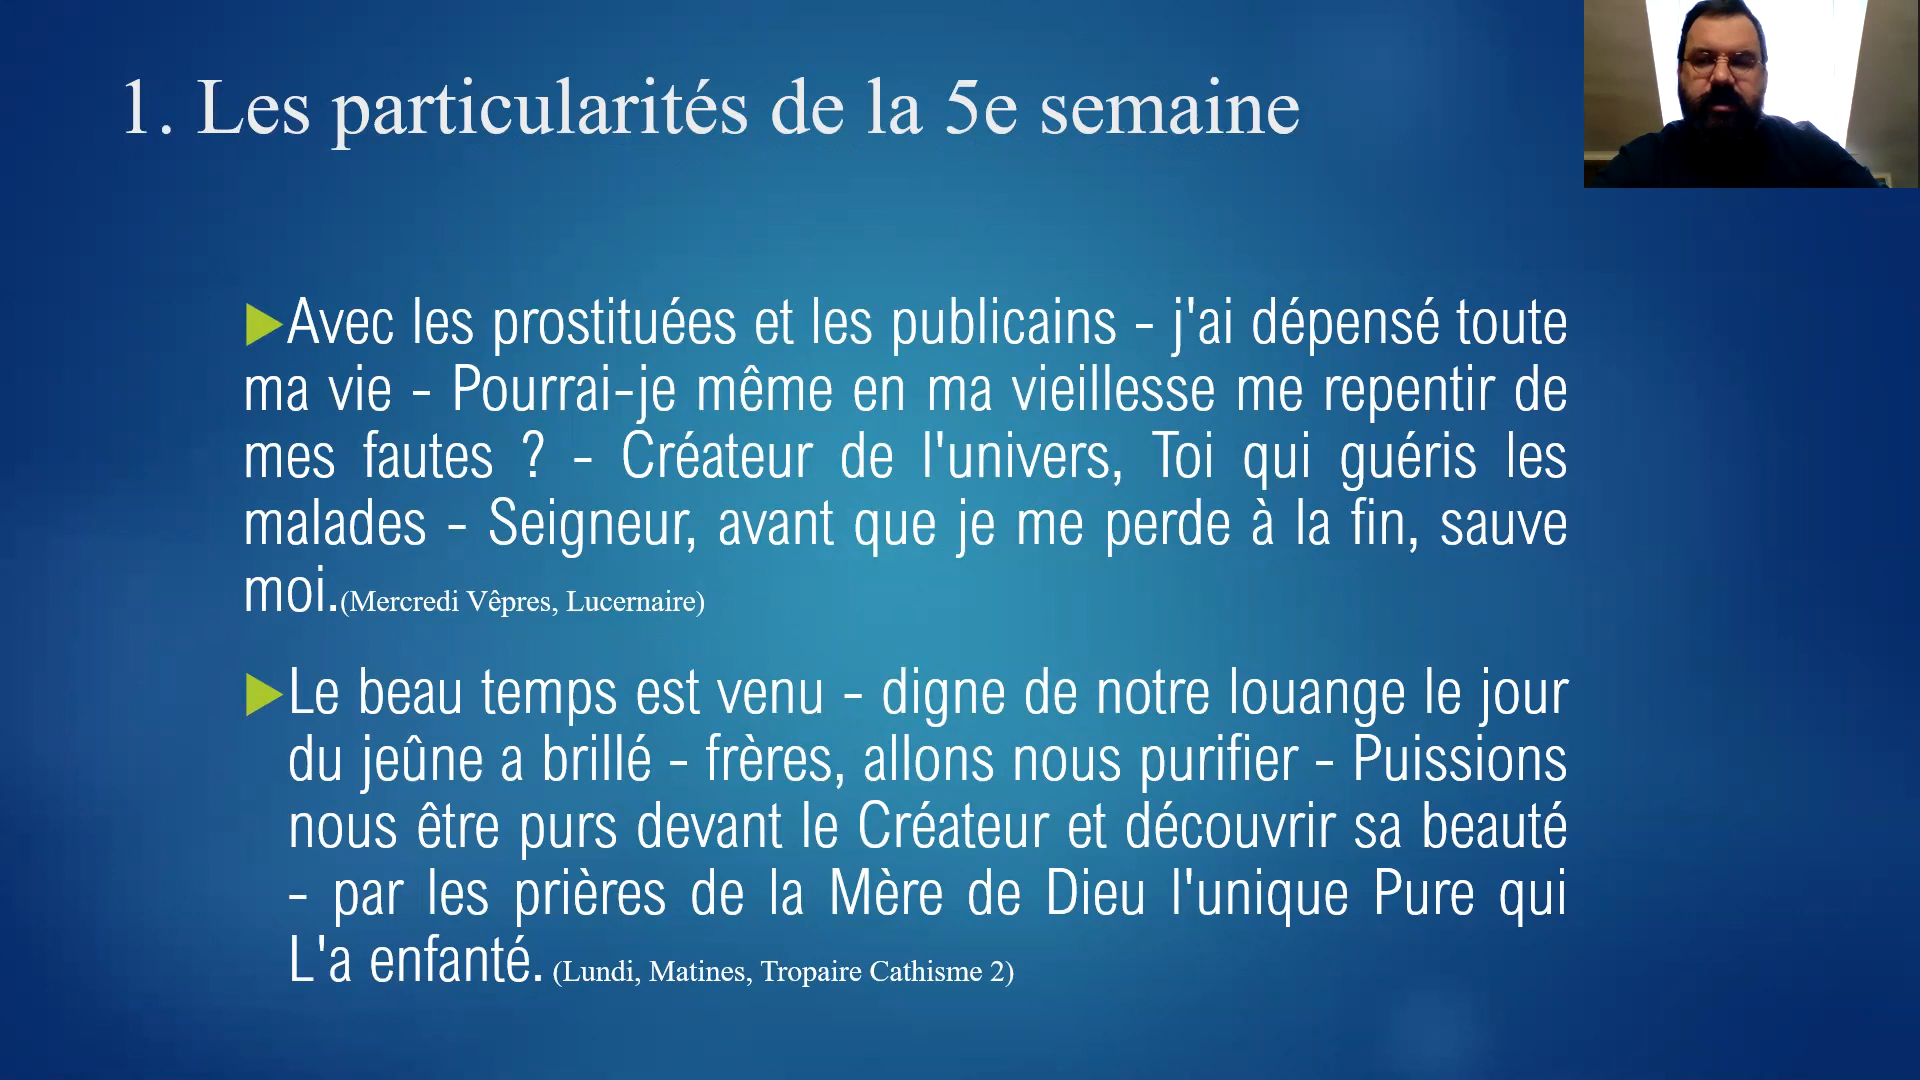 1. Les particularités de la 5e semaine
Avec les prostituées et les publicains - j'ai dépensé toute
ma vie - Pourrai-je même en ma vieillesse me repentir de
mes fautes ? - Créateur de l'univers, Toi qui guéris les
malades - Seigneur, avant que je me perde à la fin, sauve
moi.(Mercredi Vêpres, Lucernaire)
Le beau temps est venu - digne de notre louange le jour
du jeûne a brillé - frères, allons nous purifier - Puissions
nous être purs devant le Créateur et découvrir sa beauté
- par les prières de la Mère de Dieu l'unique Pure qui
L'a enfanté. (Lundi, Matines, Tropaire Cathisme 2)